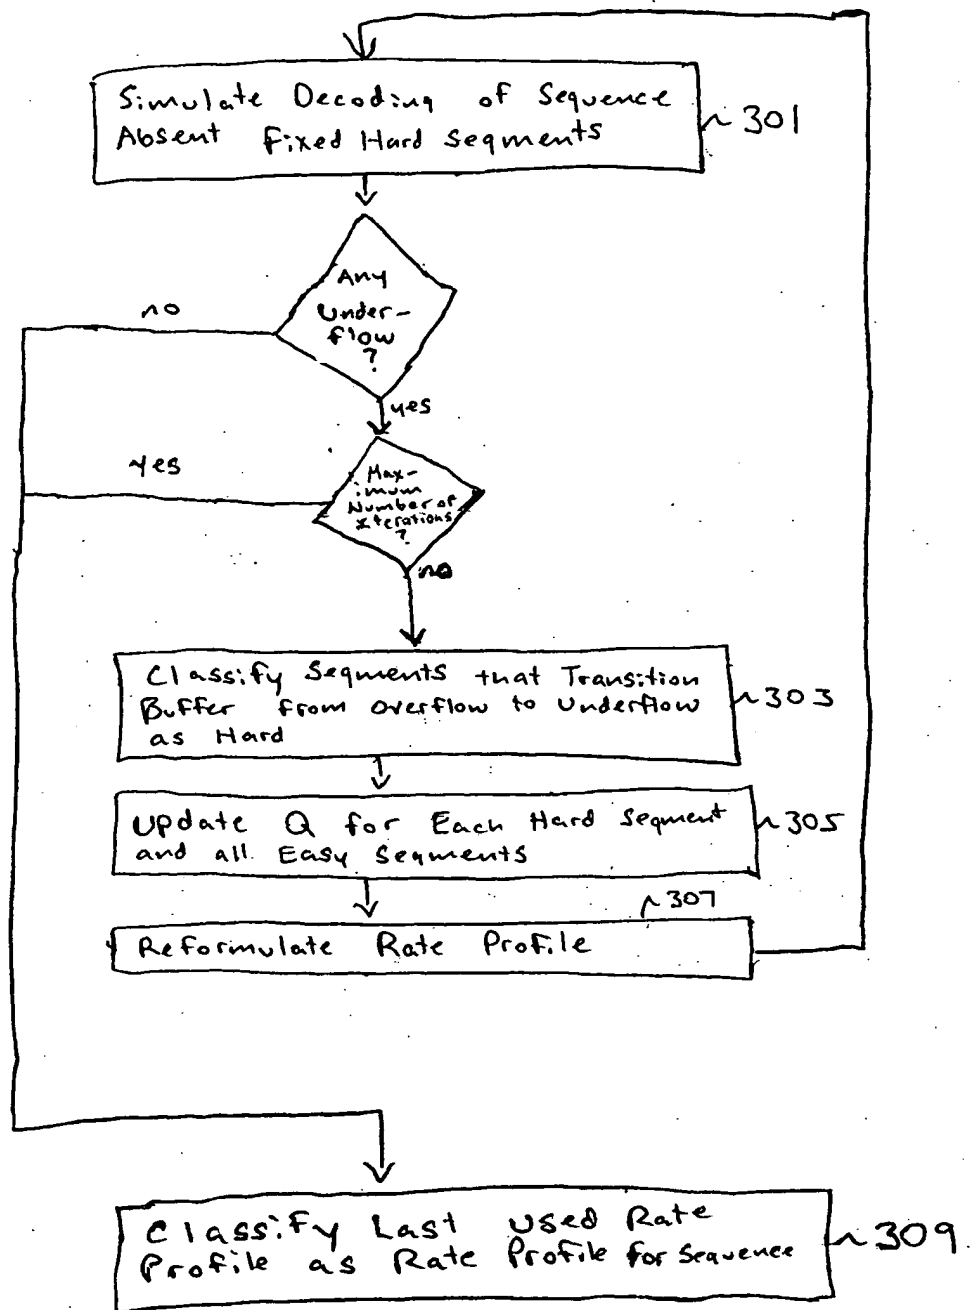 Simulate Decoding of Sequence
Absent Fixed Hard Segments
~ 301
Any
Under-
flow
?
no
yes
Max-
imum
Number of
Iterations
?
yes
no
Classify Segments that Transition
Buffer from Overflow to Underflow
as Hard
~ 303
Update Q for Each Hard Segment
and all Easy Segments
~ 305
~ 307
Reformulate Rate Profile
Classify Last Used Rate
Profile as Rate Profile for Sequence
~ 309